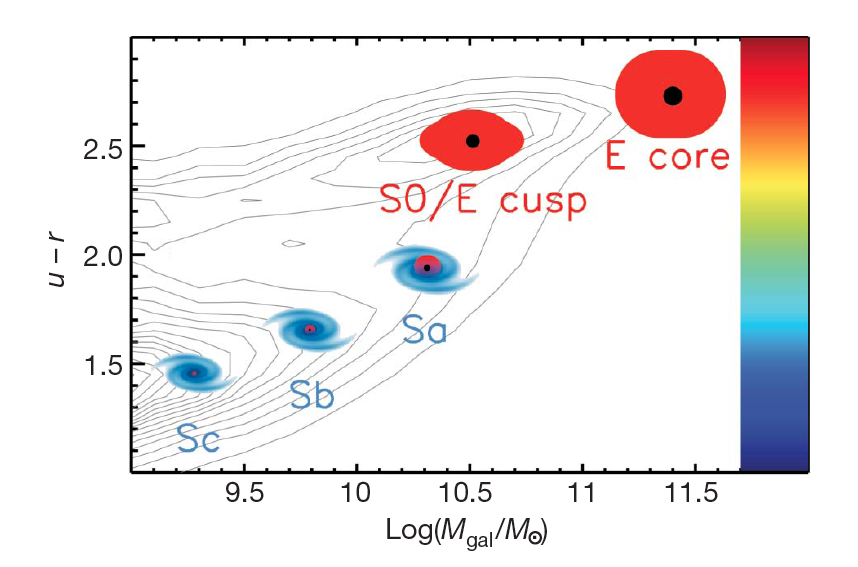 2.5
2.0
1.5
u – r
E core
S0/E cusp
Sa
Sb
Sc
9.5 10 10.5 11 11.5
Log(Mgal/M⊙)